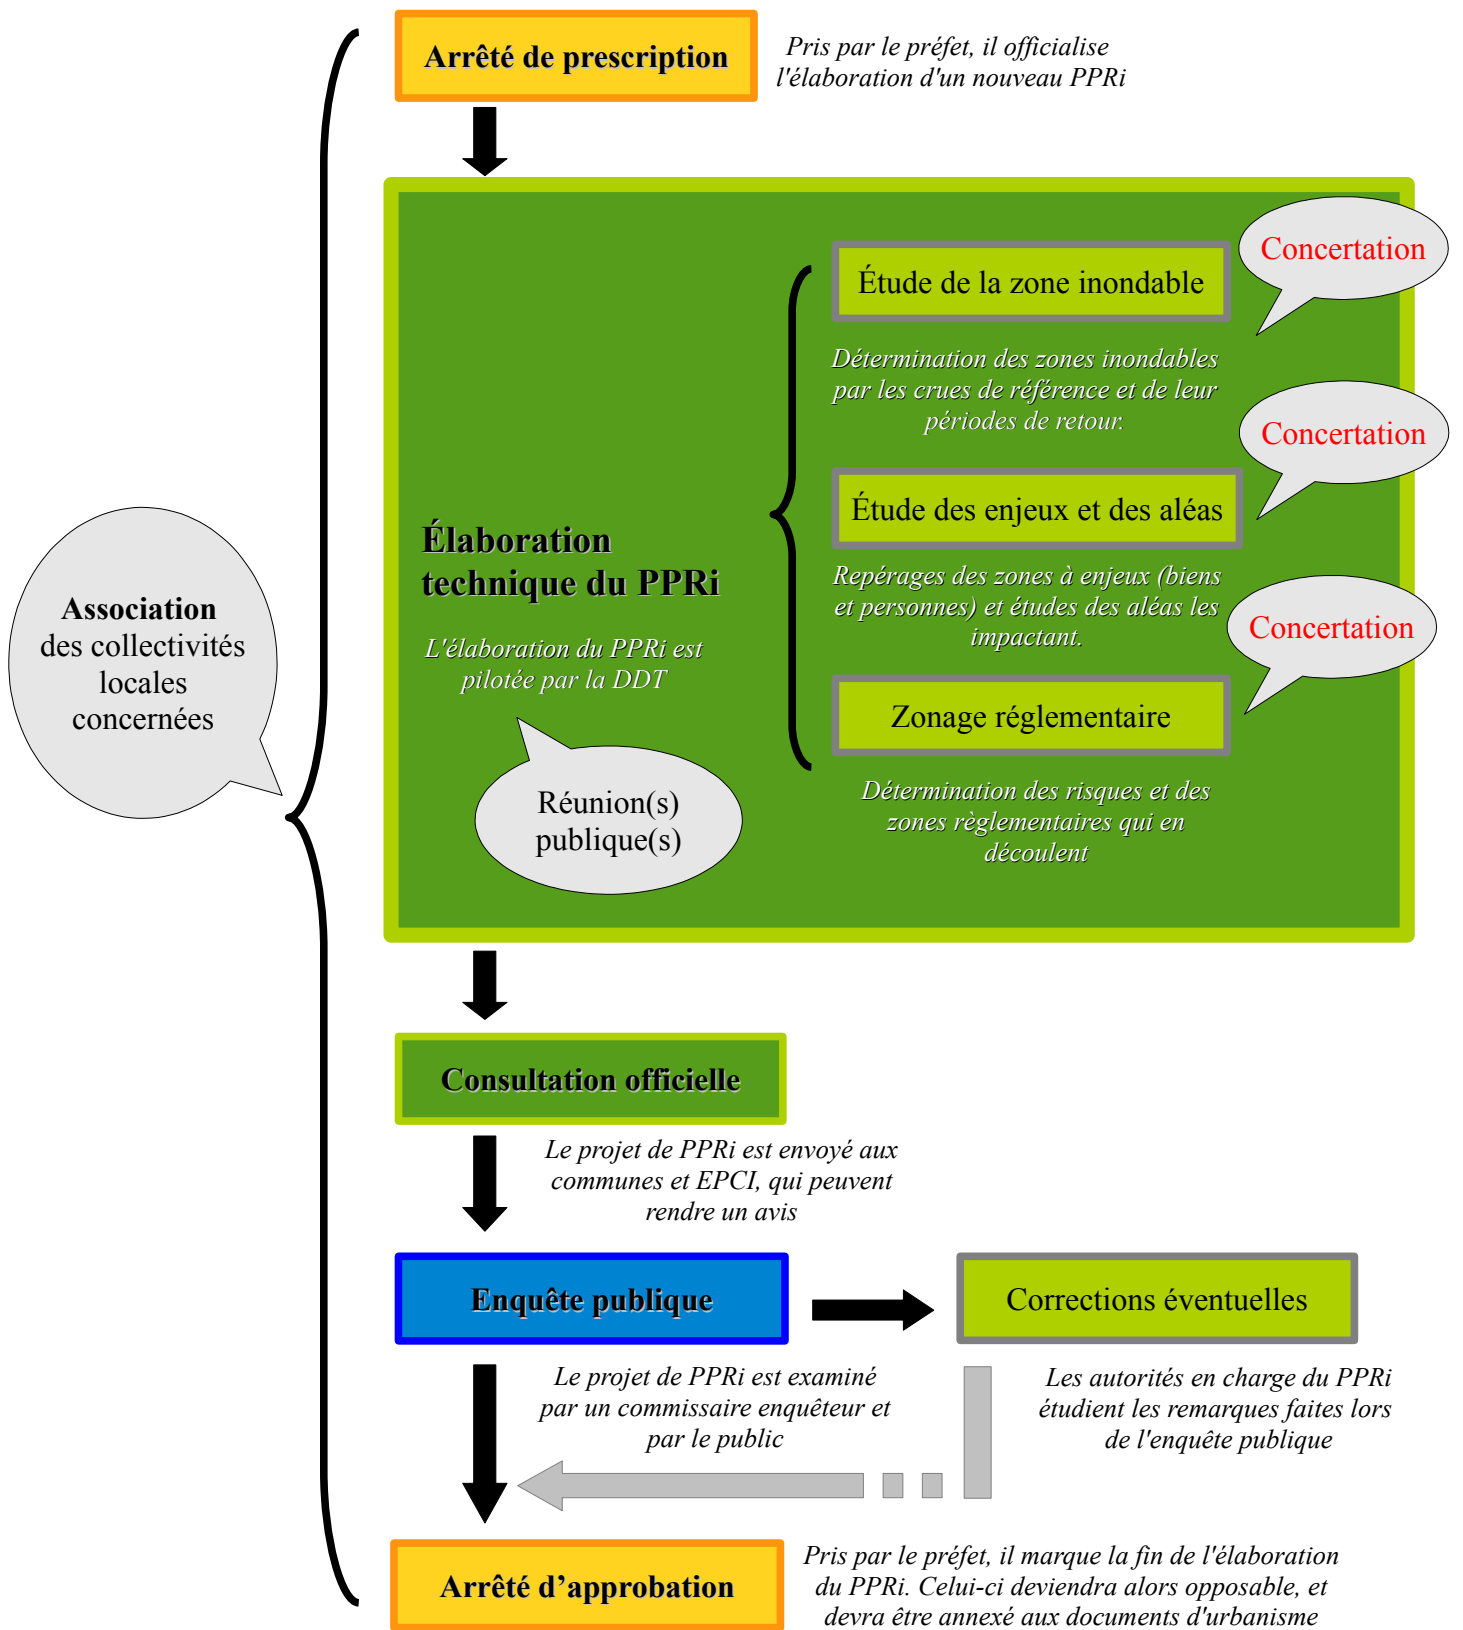 Arrêté de prescription
Pris par le préfet, il officialise
l'élaboration d'un nouveau PPRi
Concertation
Étude de la zone inondable
Détermination des zones inondables
par les crues de référence et de leur
périodes de retour.
Concertation
Étude des enjeux et des aléas
Élaboration
technique du PPRi
L'élaboration du PPRi est
pilotée par la DDT
Repérages des zones à enjeux (biens
et personnes) et études des aléas les
impactant.
Concertation
Association
des collectivités
locales
concernées
Zonage réglementaire
Réunion(s)
publique(s)
Détermination des risques et des
zones règlementaires qui en
découlent
Consultation officielle
Le projet de PPRi est envoyé aux
communes et EPCI, qui peuvent
rendre un avis
Enquête publique
Corrections éventuelles
Le projet de PPRi est examiné
par un commissaire enquêteur et
par le public
Les autorités en charge du PPRi
étudient les remarques faites lors
de l'enquête publique
Arrêté d’approbation
Pris par le préfet, il marque la fin de l'élaboration
du PPRi. Celui-ci deviendra alors opposable, et
devra être annexé aux documents d'urbanisme